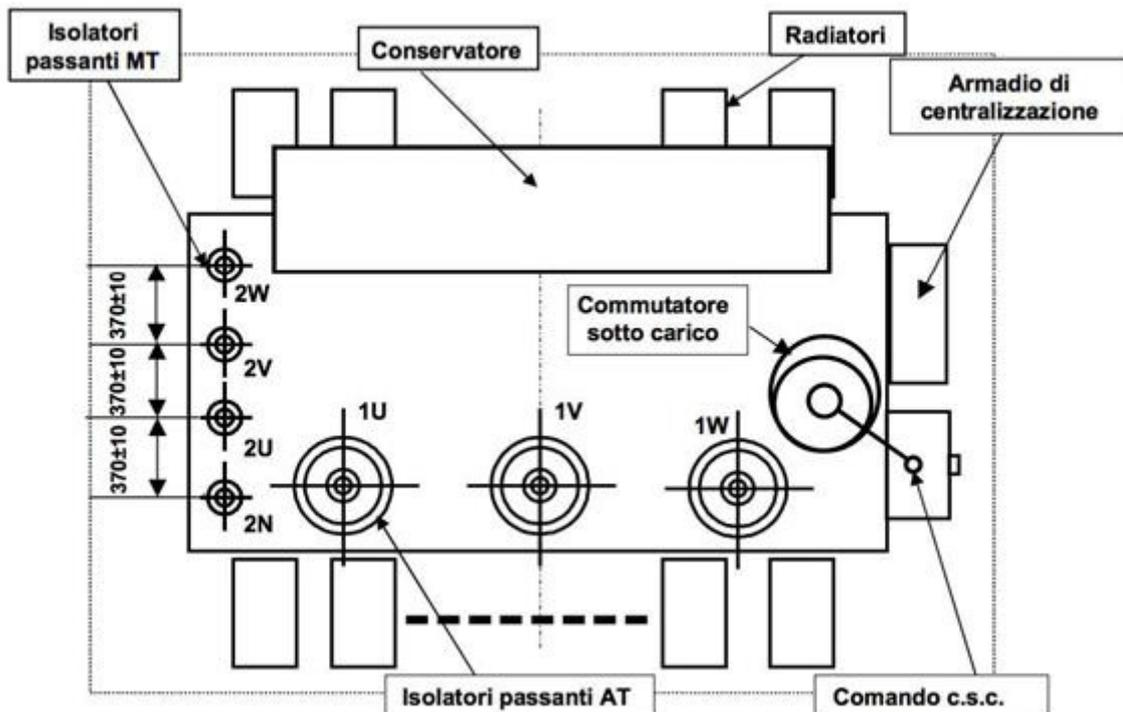 Isolatori
passanti MT
Conservatore
Radiatori
Armadio di
centralizzazione
2W
370±10
Commutatore
sotto carico
2V
370±10
1U
1V
1W
2U
370±10
2N
Isolatori passanti AT
Comando c.s.c.